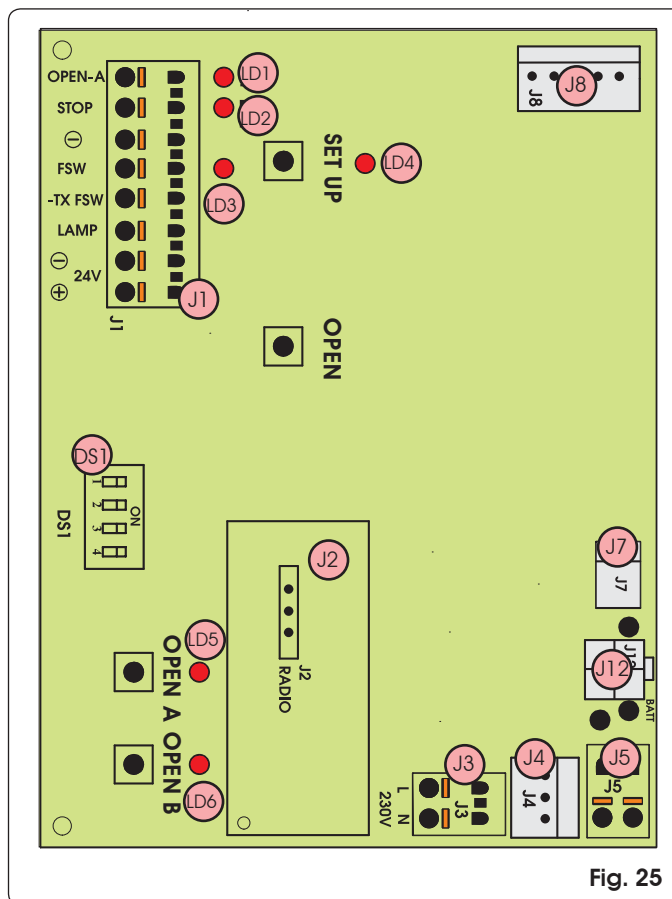 OPEN-A
STOP
⊖
FSW
-TX FSW
LAMP
⊖
24V
⊕
J1
J1
LD1
LD2
LD3
SET UP
LD4
J8
J8
OPEN
DS1
DS1
1
2
3
4
ON
J2
J2
RADIO
LD5
OPEN A
OPEN B
LD6
J7
J7
J12
BATT
J3
J3
L
N
230V
J4
J4
J5
J5
Fig. 25